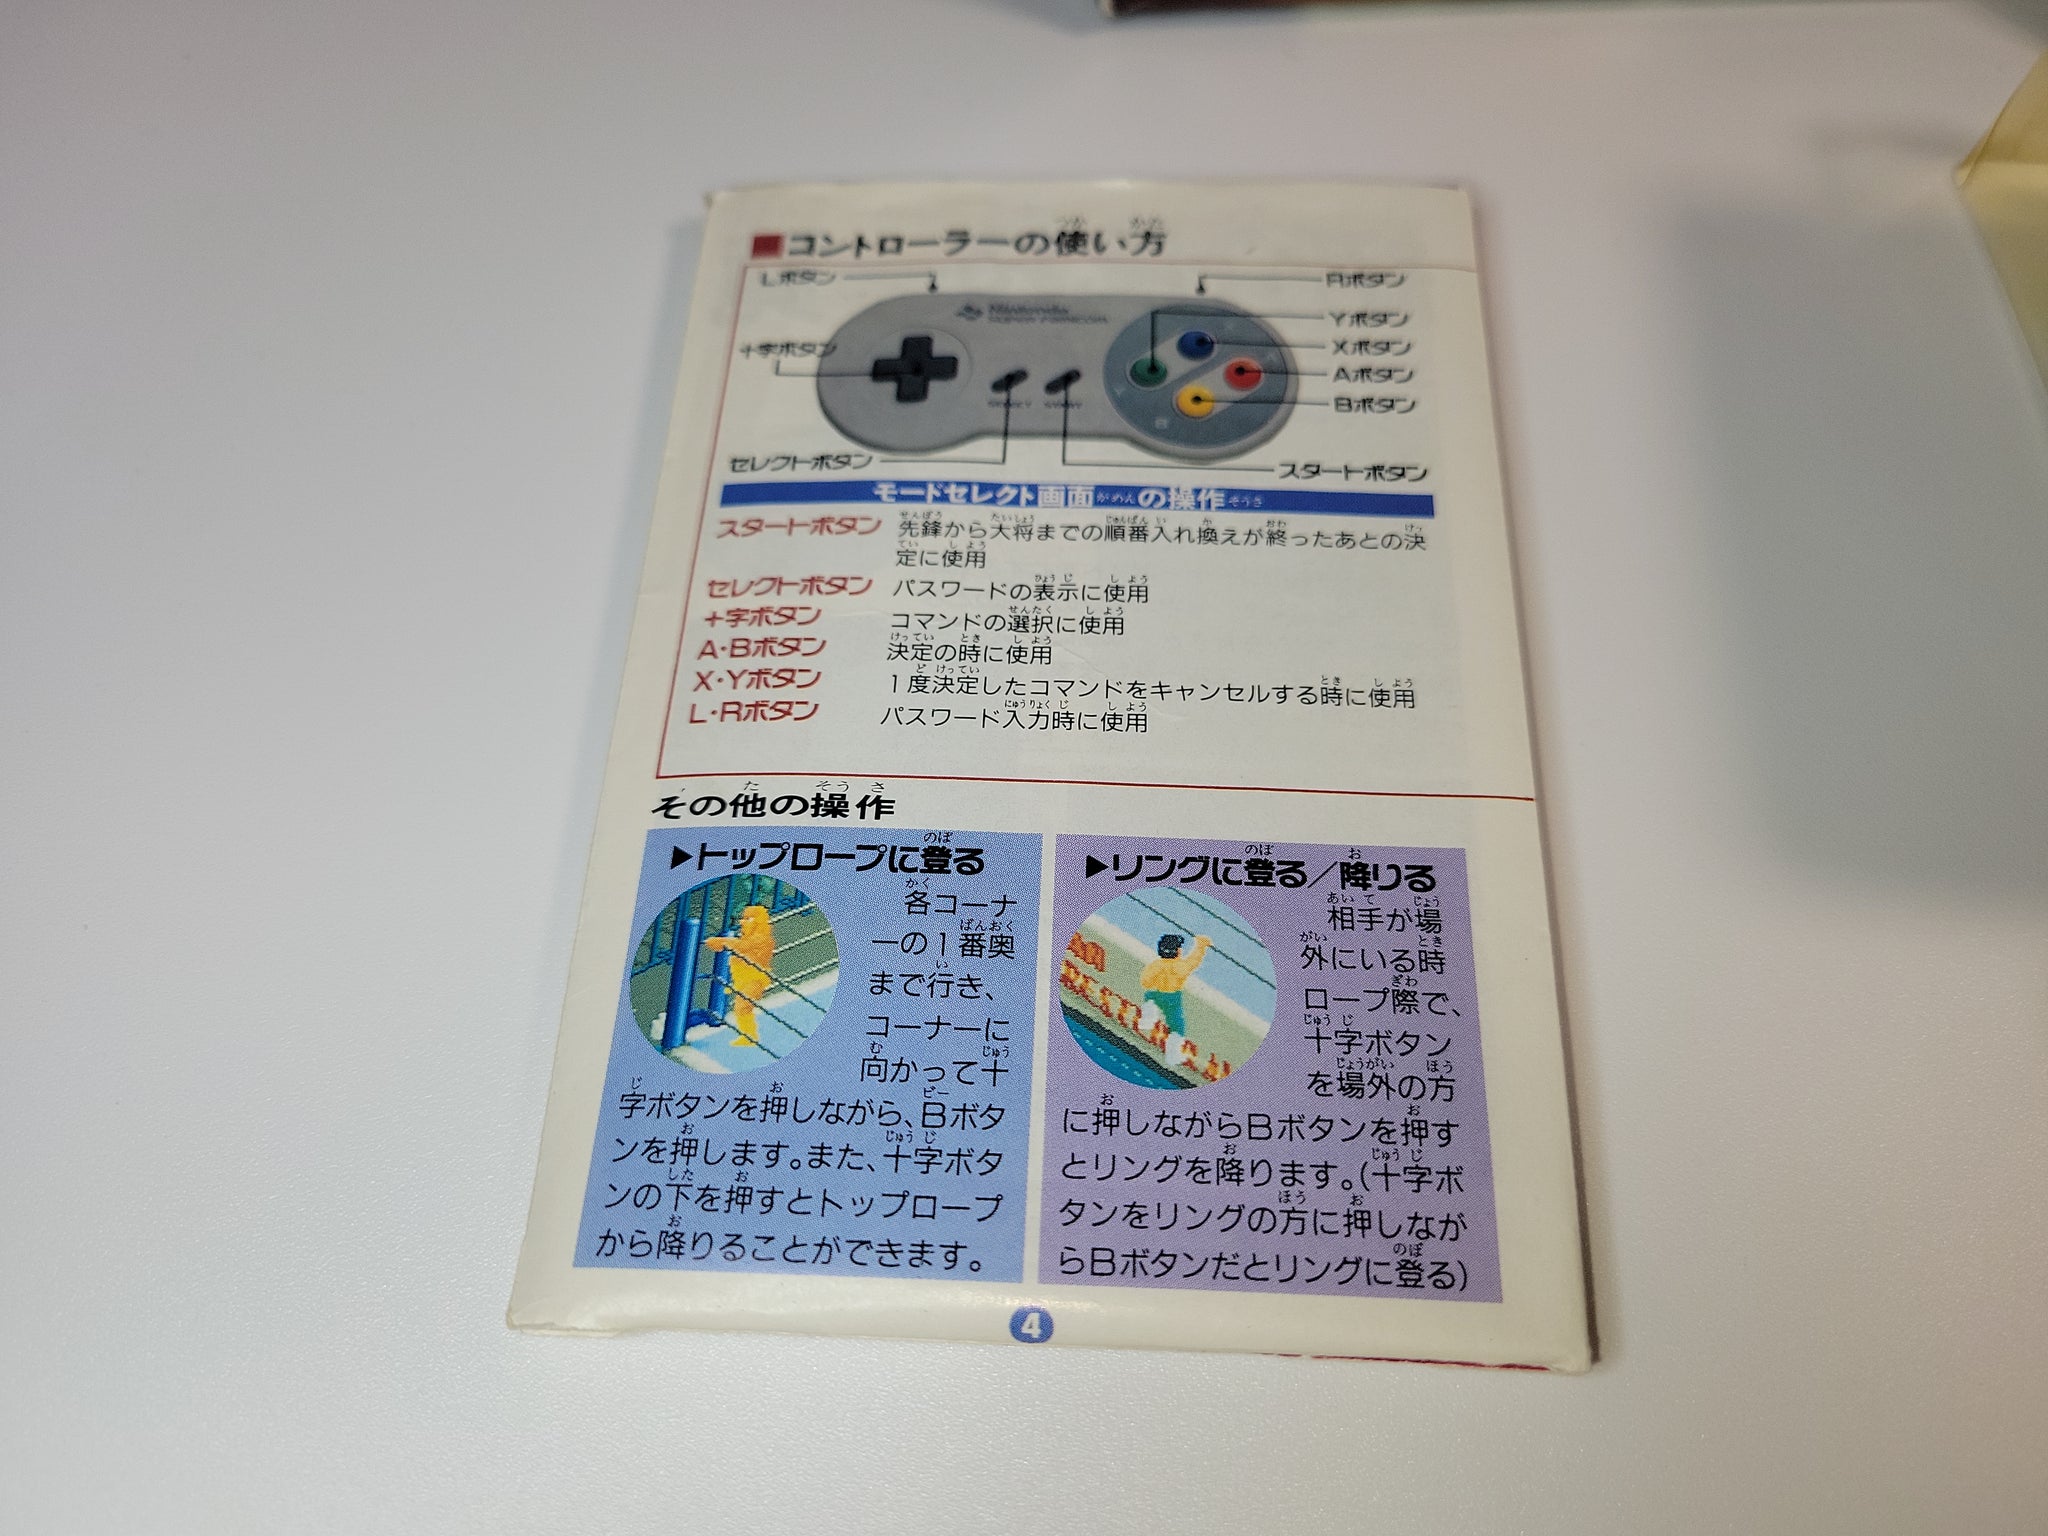 ■コントローラーの使い方
Lボタン
Rボタン
Nintendo
SUPER FAMICOM
Yボタン
十字ボタン
Xボタン
Aボタン
Bボタン
SELECT START
セレクトボタン
スタートボタン
モードセレクト画面の操作
スタートボタン 先鋒から大将までの順番入れ換えが終ったあとの決
定に使用
セレクトボタン パスワードの表示に使用
十字ボタン コマンドの選択に使用
A・Bボタン 決定の時に使用
X・Yボタン 1度決定したコマンドをキャンセルする時に使用
L・Rボタン パスワード入力時に使用
その他の操作
▶トップロープに登る
各コーナ
ーの1番奥
まで行き、
コーナーに
向かって十
字ボタンを押しながら、Bボタ
ンを押します。また、十字ボタ
ンの下を押すとトップロープ
から降りることができます。
▶リングに登る/降りる
相手が場
外にいる時
ロープ際で、
十字ボタン
を場外の方
に押しながらBボタンを押す
とリングを降ります。(十字ボ
タンをリングの方に押しなが
らBボタンだとリングに登る)
4